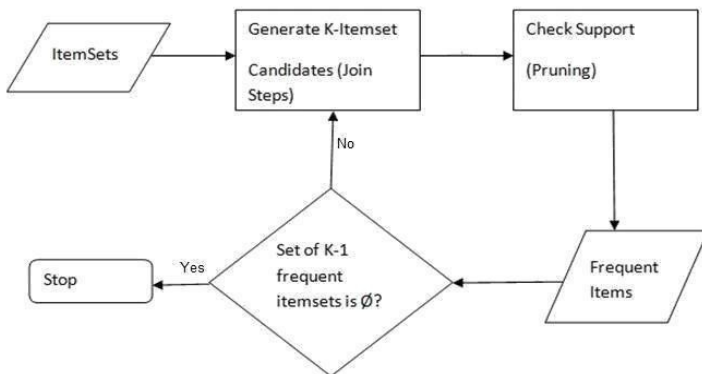 ItemSets
Generate K-Itemset
Candidates (Join
Steps)
Check Support
(Pruning)
No
Set of K-1
frequent
itemsets is Ø?
Yes
Stop
Frequent
Items